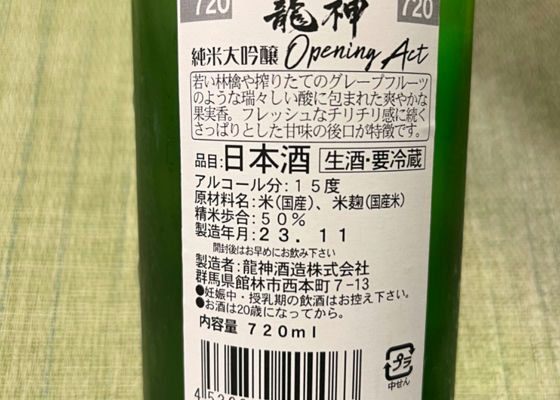 720 龍神 720
純米大吟醸 Opening Act
若い林檎や搾りたてのグレープフルーツ
のような瑞々しい酸に包まれた爽やかな
果実香。フレッシュなチリチリ感に続く
さっぱりとした甘味の後口が特徴です。
品目:日本酒 生酒・要冷蔵
アルコール分:15度
原材料名:米(国産)、米麹(国産米)
精米歩合:50%
製造年月:23.11
開封後はお早めにお飲み下さい
製造者:龍神酒造株式会社
群馬県館林市西本町7-13
●妊娠中・授乳期の飲酒はお控え下さい。
●お酒は20歳になってから。
内容量 720ml
プラ
中せん